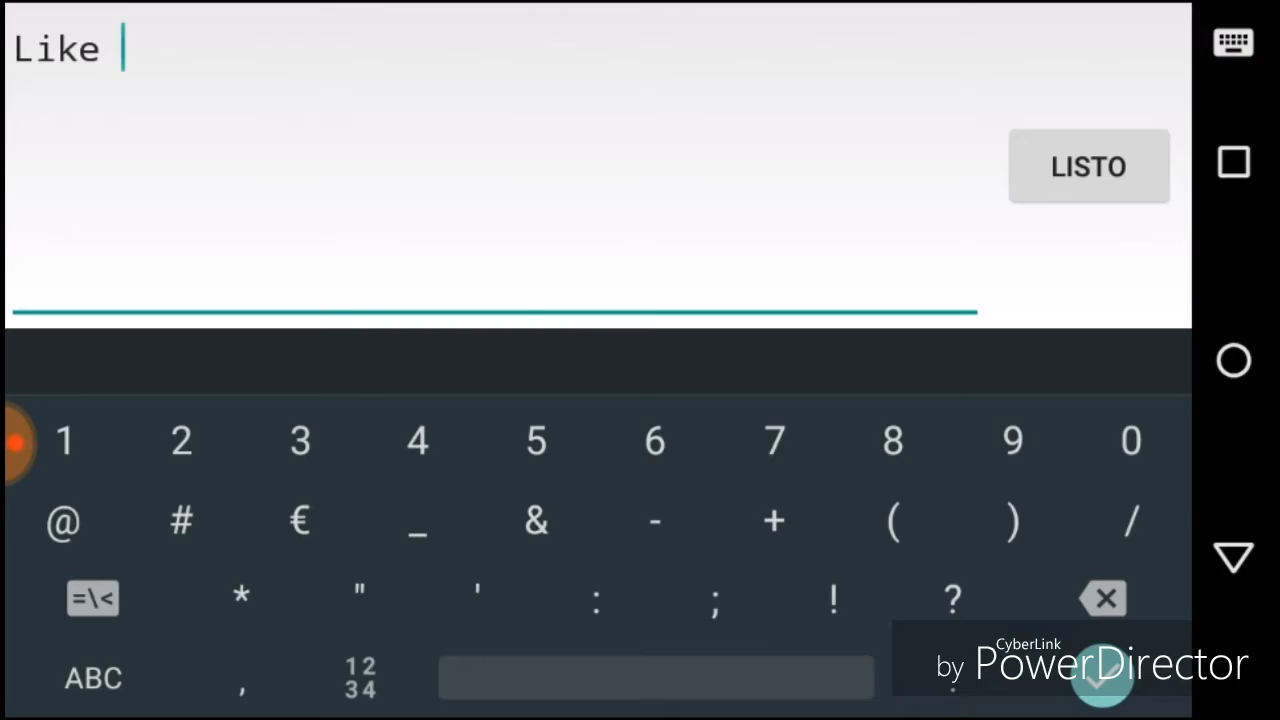 Like
LISTO
1 2 3 4 5 6 7 8 9 0
@ # € _ & - + ( ) /
=\< * " ' : ; ! ?
ABC , 12 34 .
CyberLink
by PowerDirector